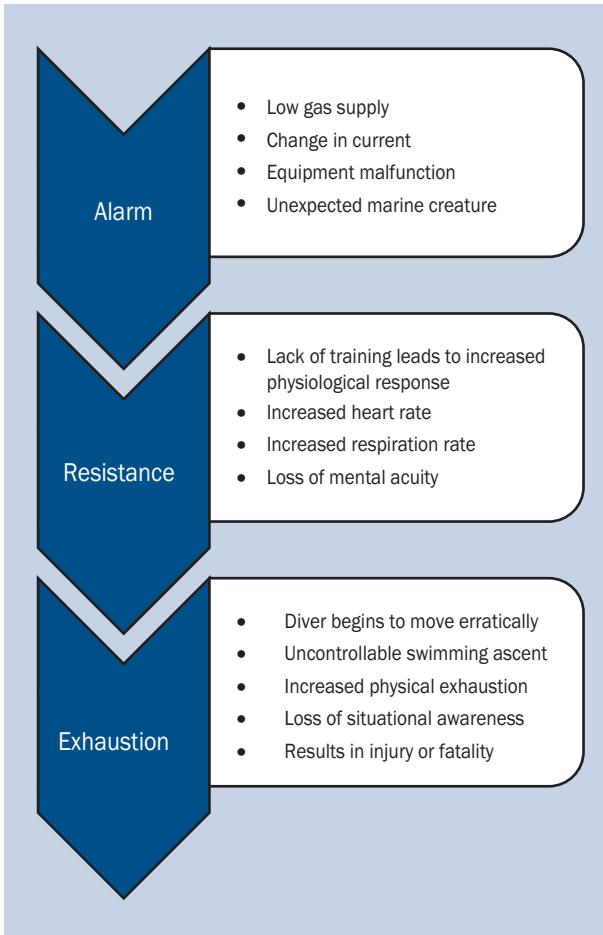 Alarm
• Low gas supply
• Change in current
• Equipment malfunction
• Unexpected marine creature
Resistance
• Lack of training leads to increased
physiological response
• Increased heart rate
• Increased respiration rate
• Loss of mental acuity
Exhaustion
• Diver begins to move erratically
• Uncontrollable swimming ascent
• Increased physical exhaustion
• Loss of situational awareness
• Results in injury or fatality